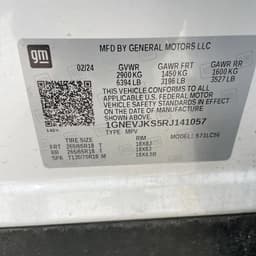 gm
MFD BY GENERAL MOTORS LLC
02/24 GVWR GAWR FRT GAWR RR
2900 KG 1450 KG 1600 KG
6394 LB 3196 LB 3527 LB
THIS VEHICLE CONFORMS TO ALL APPLICABLE
U.S. FEDERAL MOTOR VEHICLE SAFETY
STANDARDS IN EFFECT ON THE DATE OF
MANUFACTURE SHOWN ABOVE.
1GNEVJKS5RJ141057
TYPE: MPV MODEL:
TIRE SIZE RIM
FRT 265/65R18 T 18X8J
RR 265/65R18 T 18X8J
SPA M